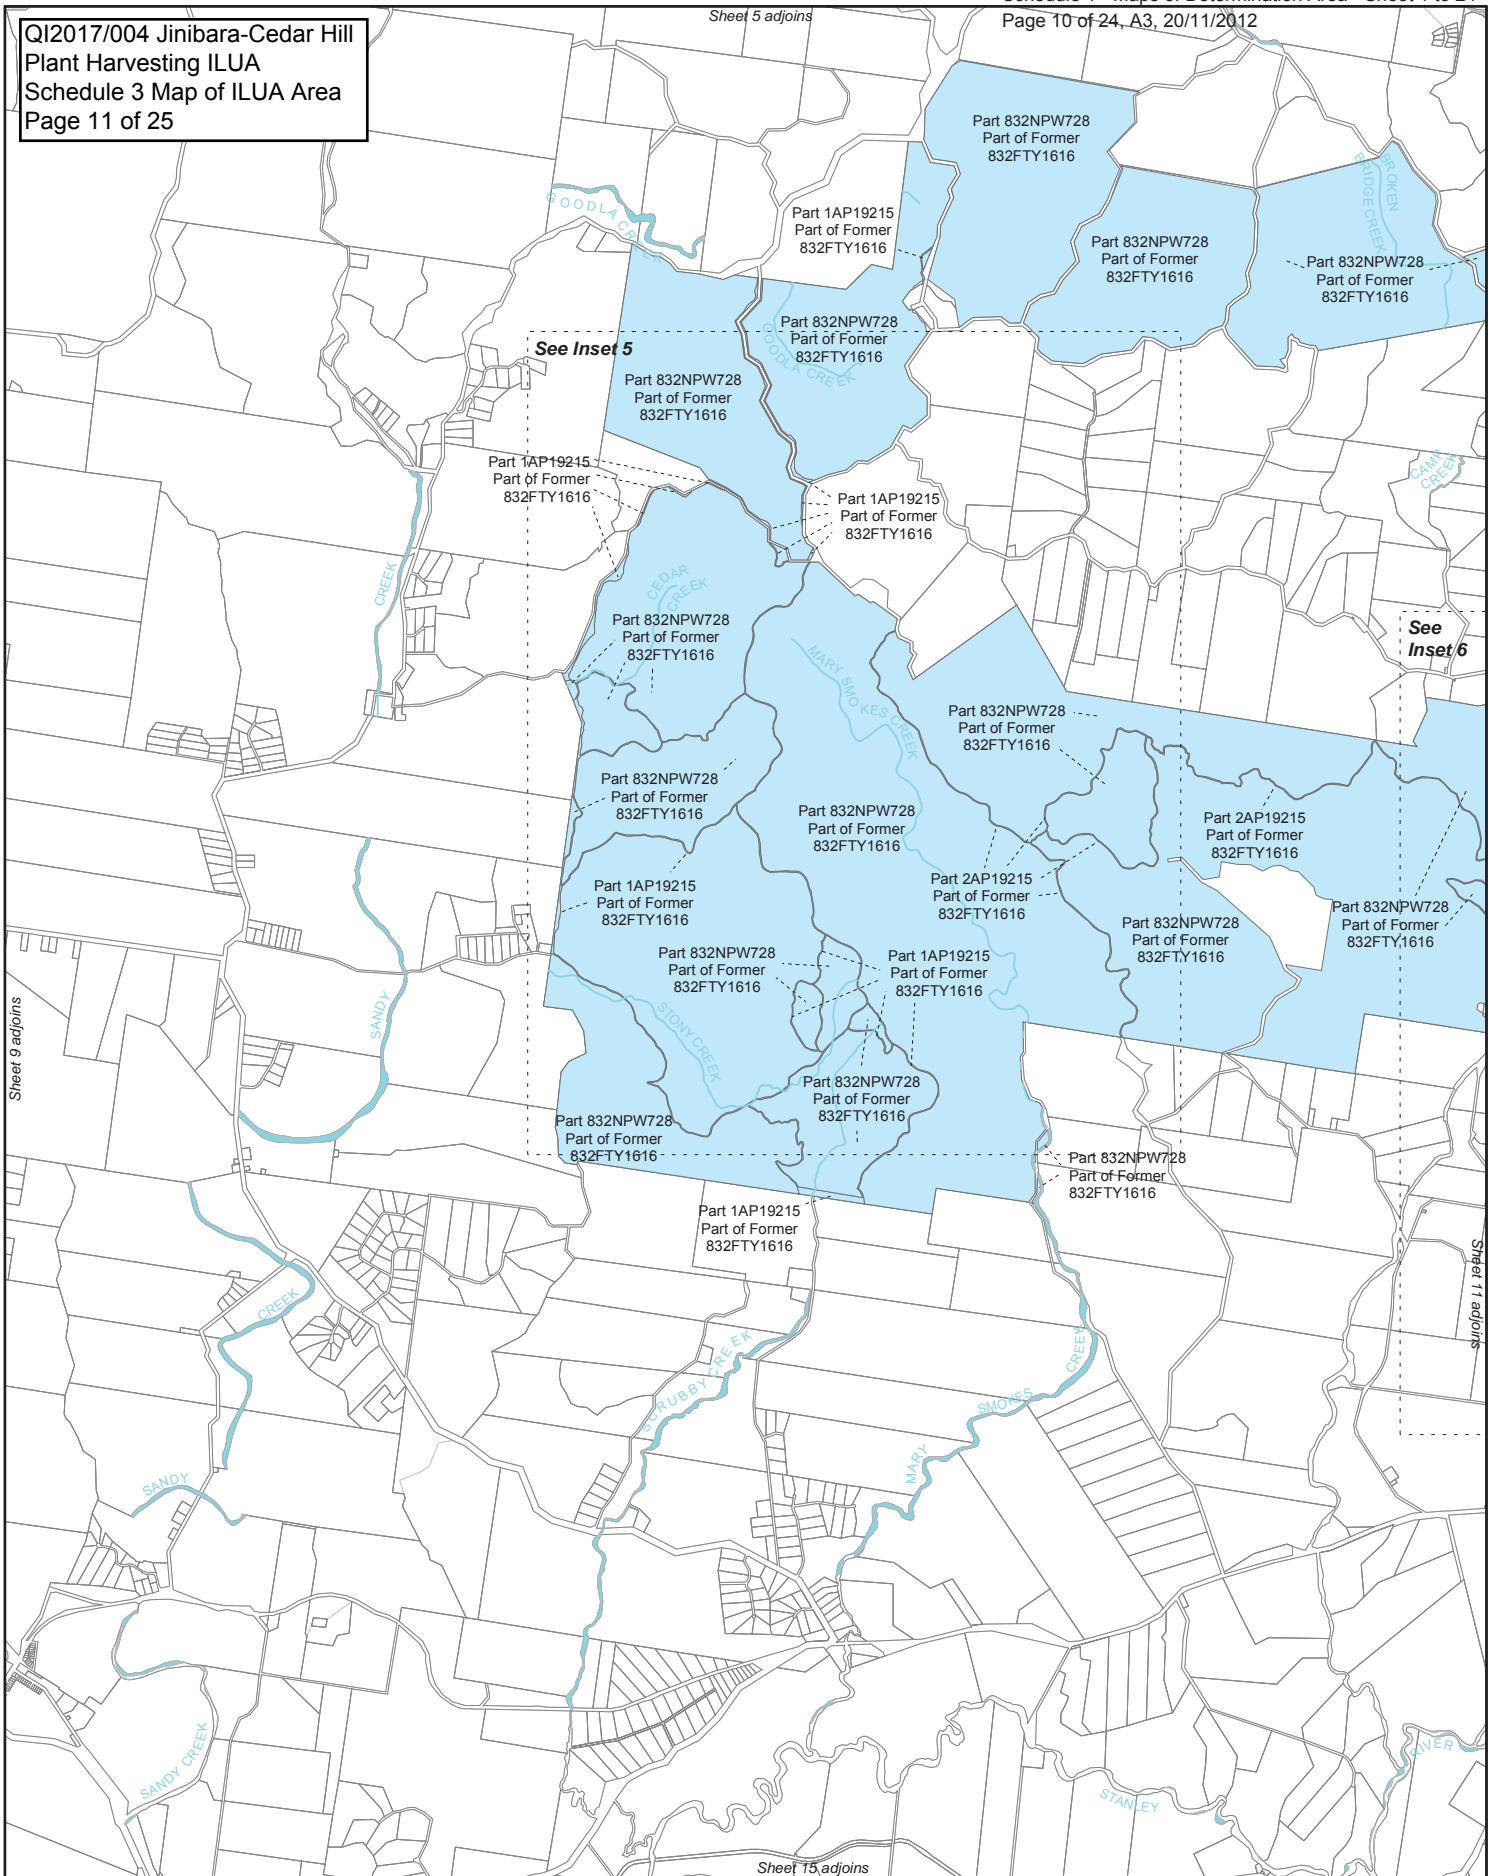 Sheet 5 adjoins
Page 10 of 24, A3, 20/11/2012
QI2017/004 Jinibara-Cedar Hill
Plant Harvesting ILUA
Schedule 3 Map of ILUA Area
Page 11 of 25
Part 832NPW728
Part of Former
832FTY1616
BROKEN
BRIDGE CREEK
GOODLA CREEK
Part 1AP19215
Part of Former
832FTY1616
Part 832NPW728
Part of Former
832FTY1616
Part 832NPW728
Part of Former
832FTY1616
Part 832NPW728
Part of Former
832FTY1616
GOODLA CREEK
See Inset 5
Part 832NPW728
Part of Former
832FTY1616
Part 1AP19215
Part of Former
832FTY1616
CAMP
CREEK
Part 1AP19215
Part of Former
832FTY1616
CREEK
CEDAR
CREEK
Part 832NPW728
Part of Former
832FTY1616
See
Inset 6
MARY SMOKES CREEK
Part 832NPW728
Part of Former
832FTY1616
Part 832NPW728
Part of Former
832FTY1616
Part 832NPW728
Part of Former
832FTY1616
Part 2AP19215
Part of Former
832FTY1616
Part 1AP19215
Part of Former
832FTY1616
Part 2AP19215
Part of Former
832FTY1616
Part 832NPW728
Part of Former
832FTY1616
Part 832NPW728
Part of Former
832FTY1616
Part 832NPW728
Part of Former
832FTY1616
Part 1AP19215
Part of Former
832FTY1616
Sheet 9 adjoins
SANDY
STONY CREEK
Part 832NPW728
Part of Former
832FTY1616
Part 832NPW728
Part of Former
832FTY1616
Part 832NPW728
Part of Former
832FTY1616
Part 1AP19215
Part of Former
832FTY1616
Sheet 11 adjoins
CREEK
SCRUBBY CREEK
CREEK
SMOKES
MARY
SANDY
SANDY CREEK
STANLEY
RIVER
Sheet 15 adjoins